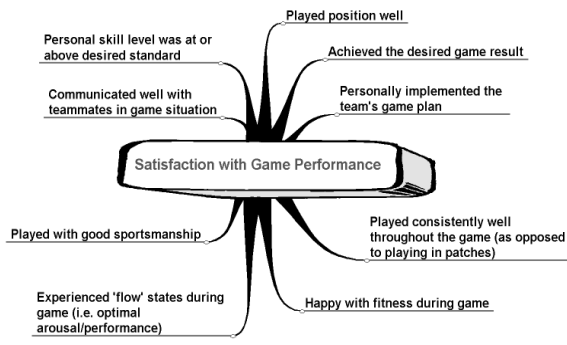 Played position well
Personal skill level was at or
above desired standard
Achieved the desired game result
Communicated well with
teammates in game situation
Personally implemented the
team's game plan
Satisfaction with Game Performance
Played with good sportsmanship
Played consistently well
throughout the game (as opposed
to playing in patches)
Experienced 'flow' states during
game (i.e. optimal
arousal/performance)
Happy with fitness during game